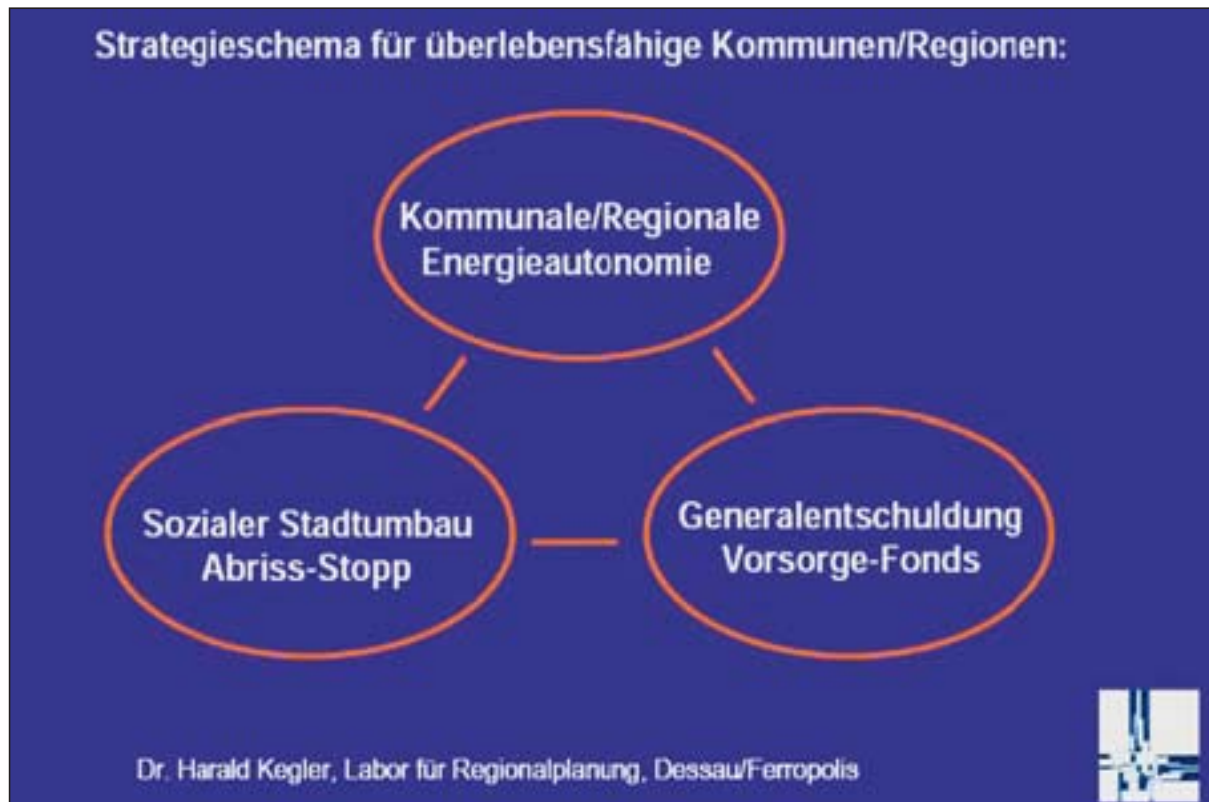 Strategieschema für überlebensfähige Kommunen/Regionen:
Kommunale/Regionale
Energieautonomie
Sozialer Stadtumbau
Abriss-Stopp
Generalentschuldung
Vorsorge-Fonds
Dr. Harald Kegler, Labor für Regionalplanung, Dessau/Ferropolis